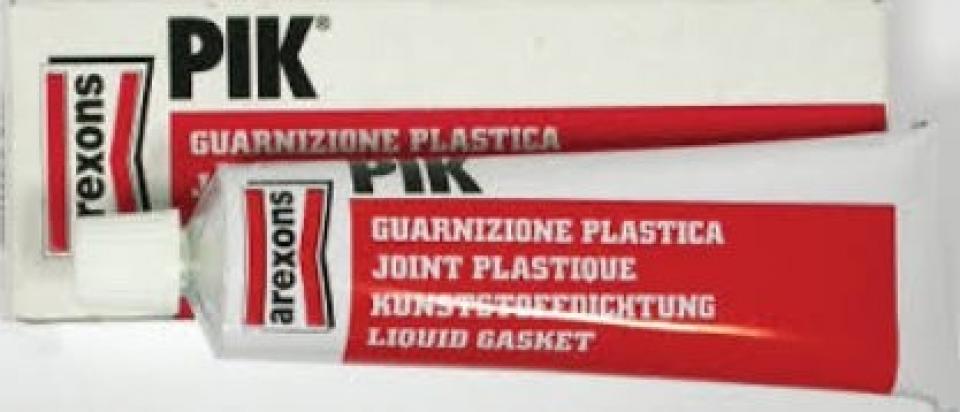 PIK®
arexons
GUARNIZIONE PLASTICA
PIK
arexons
GUARNIZIONE PLASTICA
JOINT PLASTIQUE
KUNSTSTOFFDICHTUNG
LIQUID GASKET